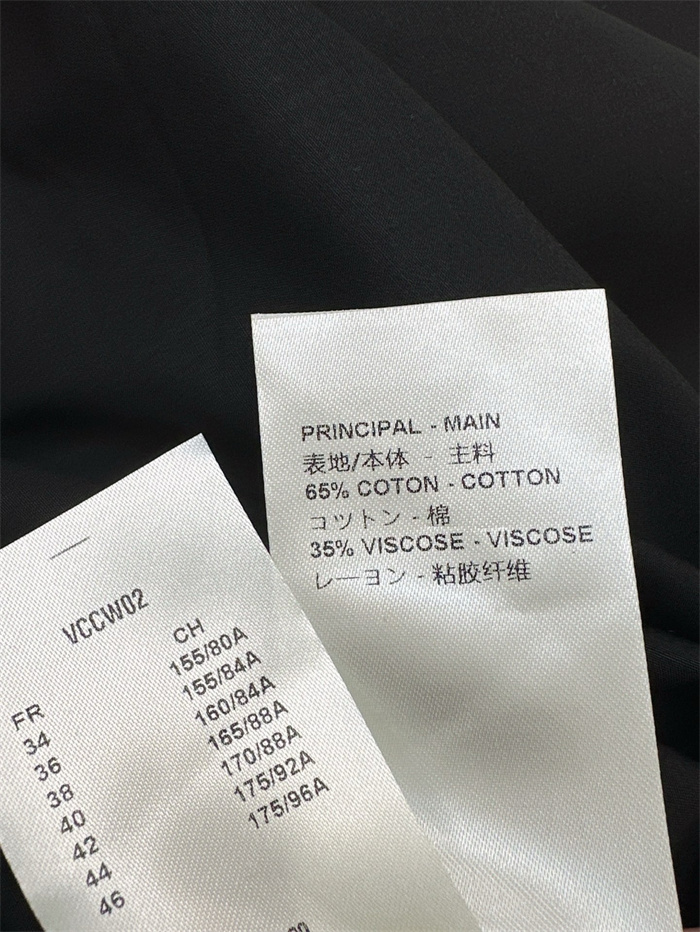 PRINCIPAL - MAIN
表地/本体 - 主料
65% COTON - COTTON
コツトン - 棉
35% VISCOSE - VISCOSE
レーヨン - 粘胶纤维
VCCW02
FR CH
34 155/80A
36 155/84A
38 160/84A
40 165/88A
42 170/88A
44 175/92A
46 175/96A